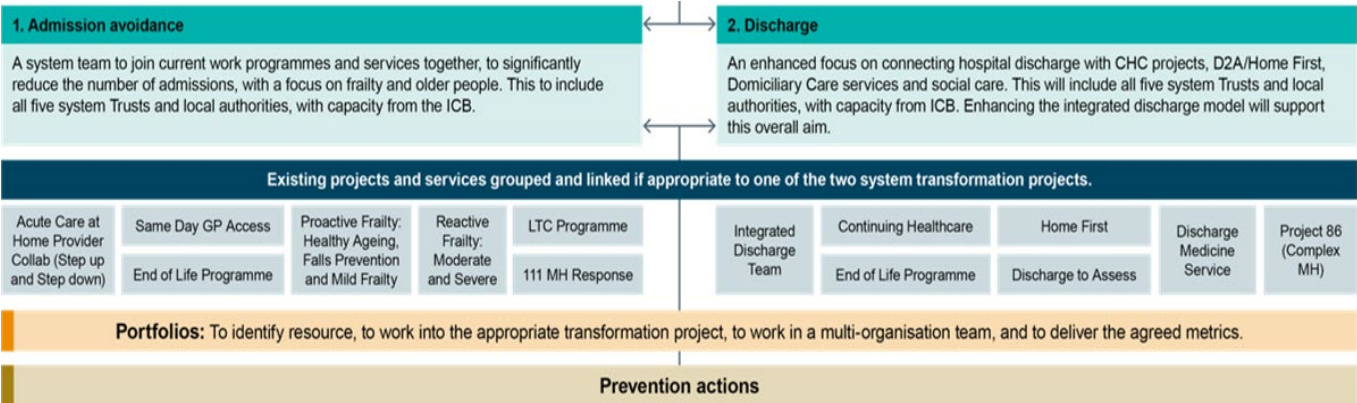 1. Admission avoidance
A system team to join current work programmes and services together, to significantly
reduce the number of admissions, with a focus on frailty and older people. This to include
all five system Trusts and local authorities, with capacity from the ICB.
2. Discharge
An enhanced focus on connecting hospital discharge with CHC projects, D2A/Home First,
Domiciliary Care services and social care. This will include all five system Trusts and local
authorities, with capacity from ICB. Enhancing the integrated discharge model will support
this overall aim.
Existing projects and services grouped and linked if appropriate to one of the two system transformation projects.
Acute Care at
Home Provider
Collab (Step up
and Step down)
Same Day GP Access
End of Life Programme
Proactive Frailty:
Healthy Ageing,
Falls Prevention
and Mild Frailty
Reactive
Frailty:
Moderate
and Severe
LTC Programme
111 MH Response
Integrated
Discharge
Team
Continuing Healthcare
End of Life Programme
Home First
Discharge to Assess
Discharge
Medicine
Service
Project 86
(Complex
MH)
Portfolios: To identify resource, to work into the appropriate transformation project, to work in a multi-organisation team, and to deliver the agreed metrics.
Prevention actions